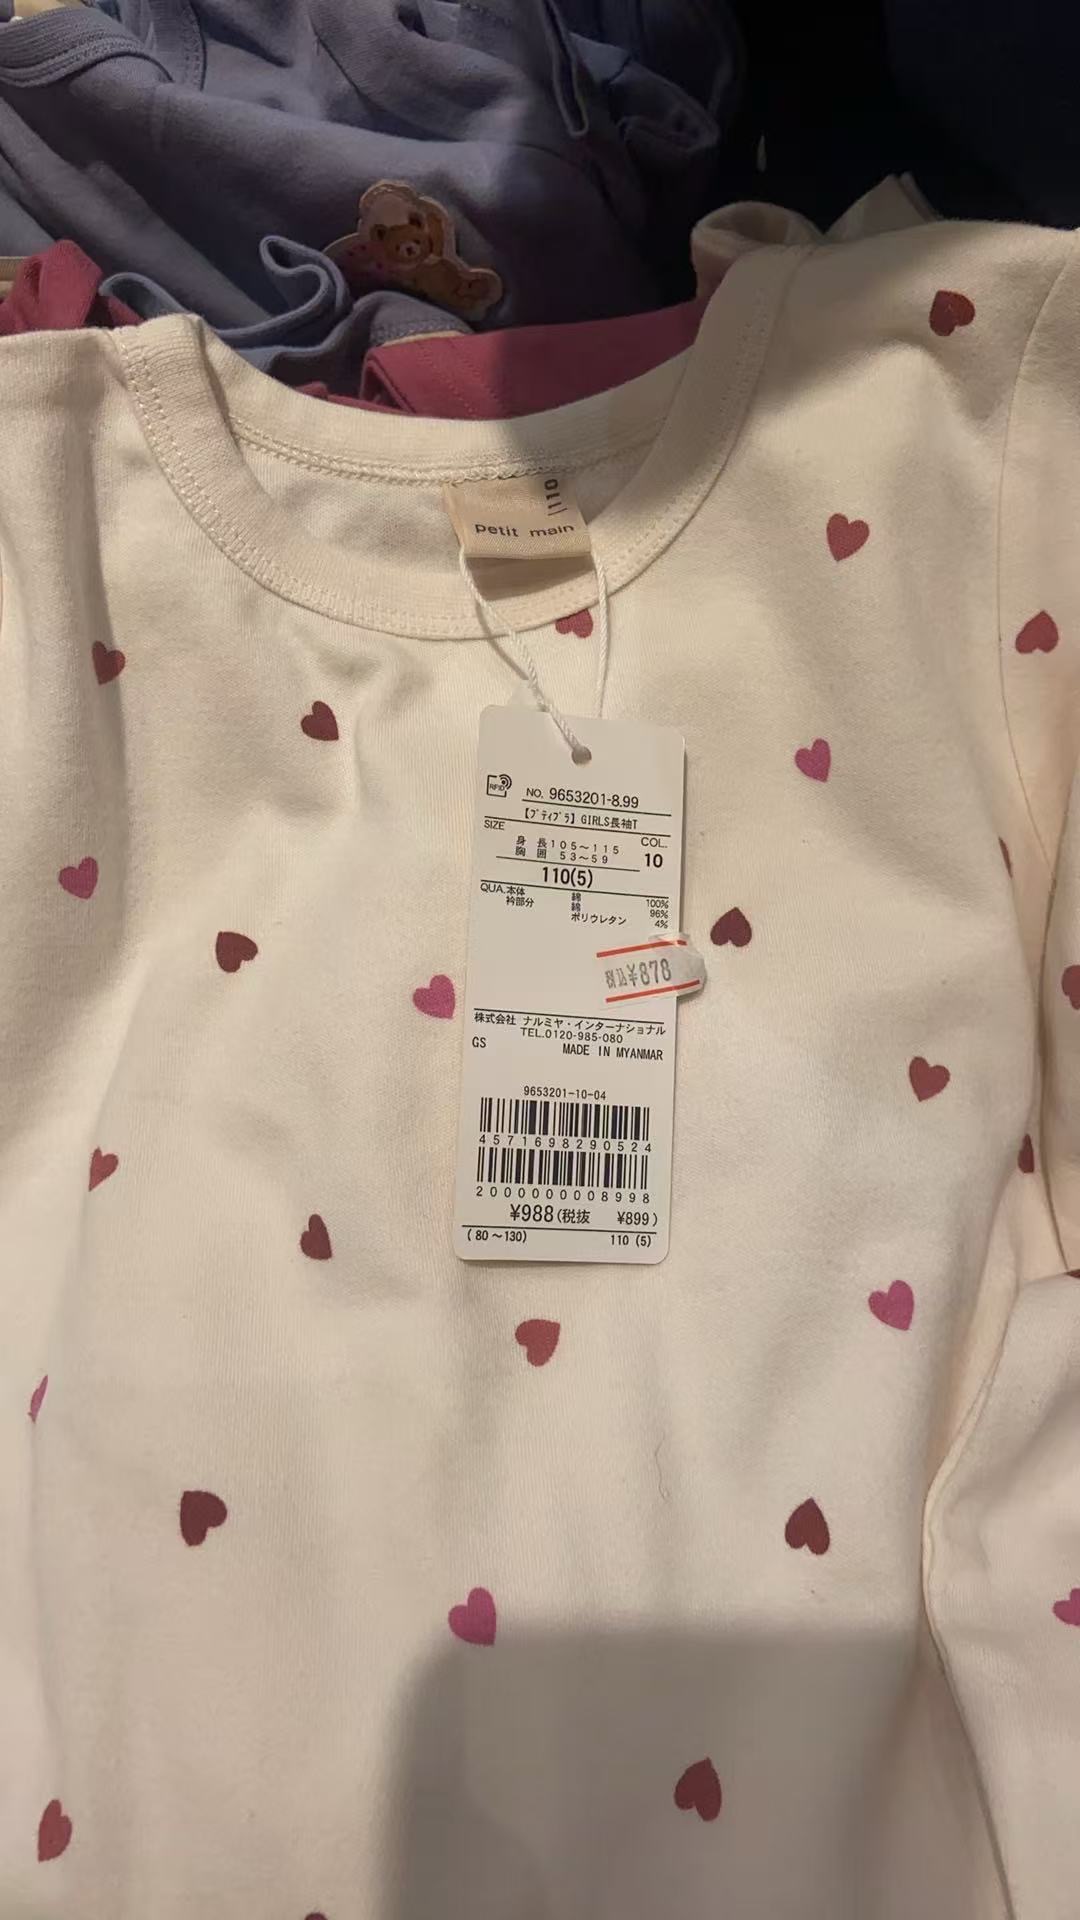 110
petit main
RFID
NO. 9653201-8.99
【プティプラ】GIRLS長袖T
SIZE
COL.
身 長 105～115
胸 囲 53～59
10
110(5)
QUA. 本体 綿 100%
衿部分 綿 96%
ポリウレタン 4%
税込¥878
株式会社 ナルミヤ・インターナショナル
TEL.0120-985-080
GS
MADE IN MYANMAR
9653201-10-04
4571698290524
2000000008998
¥988(税抜 ¥899)
(80～130) 110 (5)